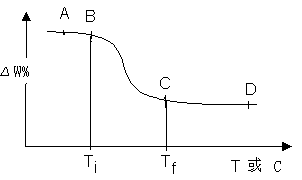 A B
C D
ΔW%
Ti Tf T 或 C